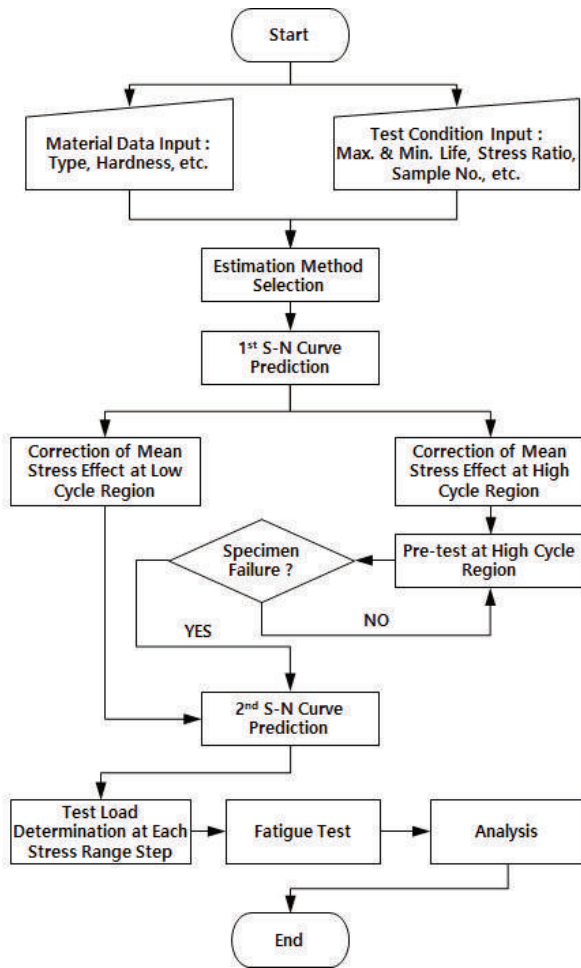 Start
Material Data Input :
Type, Hardness, etc.
Test Condition Input :
Max. & Min. Life, Stress Ratio,
Sample No., etc.
Estimation Method
Selection
1st S-N Curve
Prediction
Correction of Mean
Stress Effect at Low
Cycle Region
Correction of Mean
Stress Effect at High
Cycle Region
Specimen
Failure ?
Pre-test at High Cycle
Region
NO
YES
2nd S-N Curve
Prediction
Test Load
Determination at Each
Stress Range Step
Fatigue Test
Analysis
End